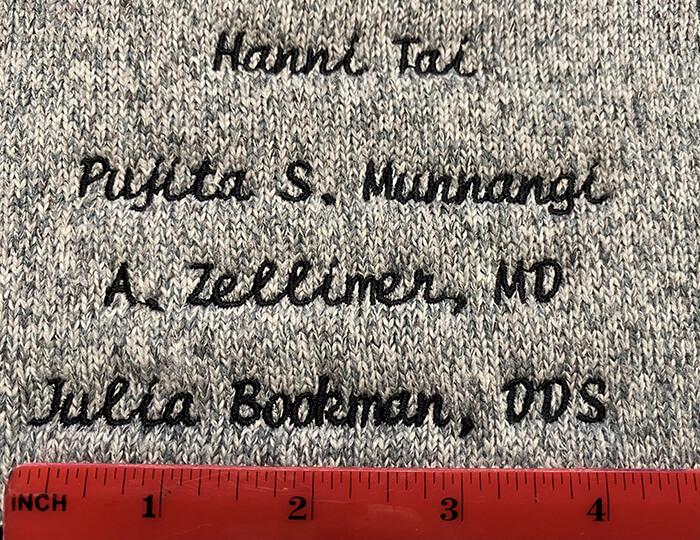 Hanni Tai
Pujita S. Munnangi
A. Zellimer, MD
Julia Bookman, DDS
INCH 1 2 3 4